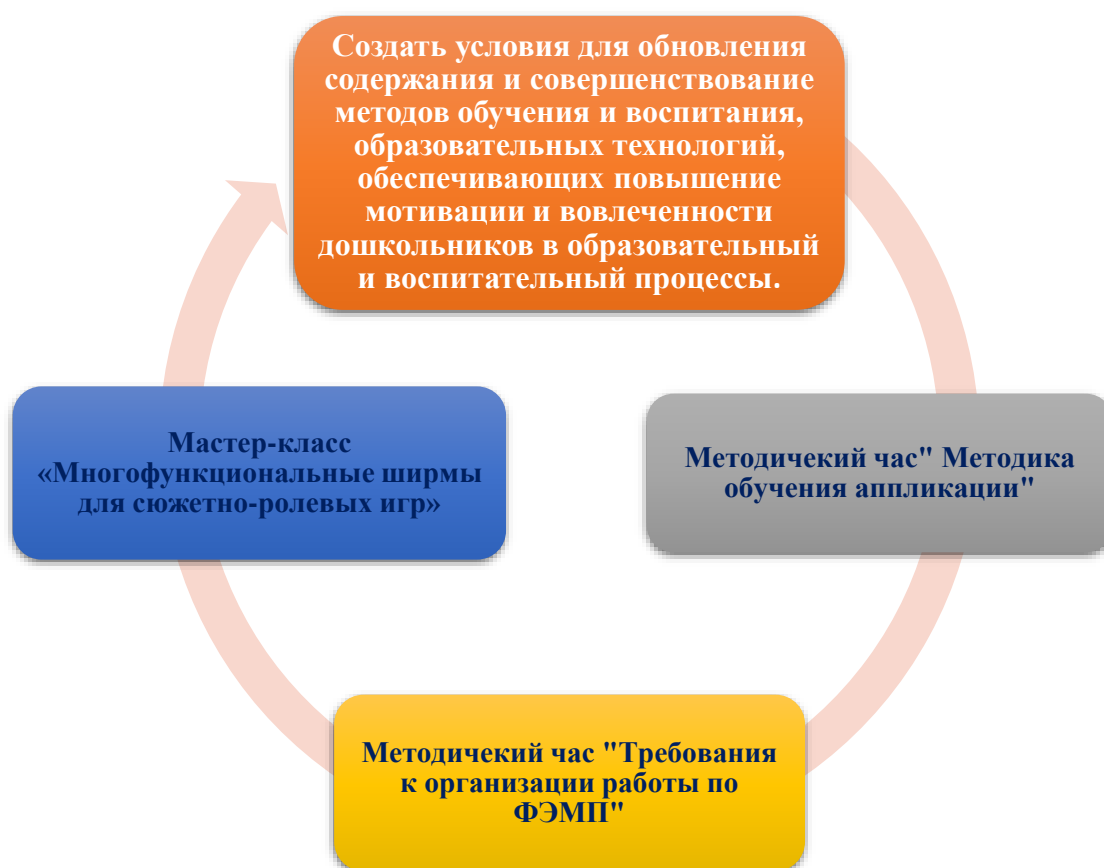 Создать условия для обновления
содержания и совершенствование
методов обучения и воспитания,
образовательных технологий,
обеспечивающих повышение
мотивации и вовлеченности
дошкольников в образовательный
и воспитательный процессы.
Мастер-класс
«Многофункциональные ширмы
для сюжетно-ролевых игр»
Методичекий час" Методика
обучения аппликации"
Методичекий час "Требования
к организации работы по
ФЭМП"